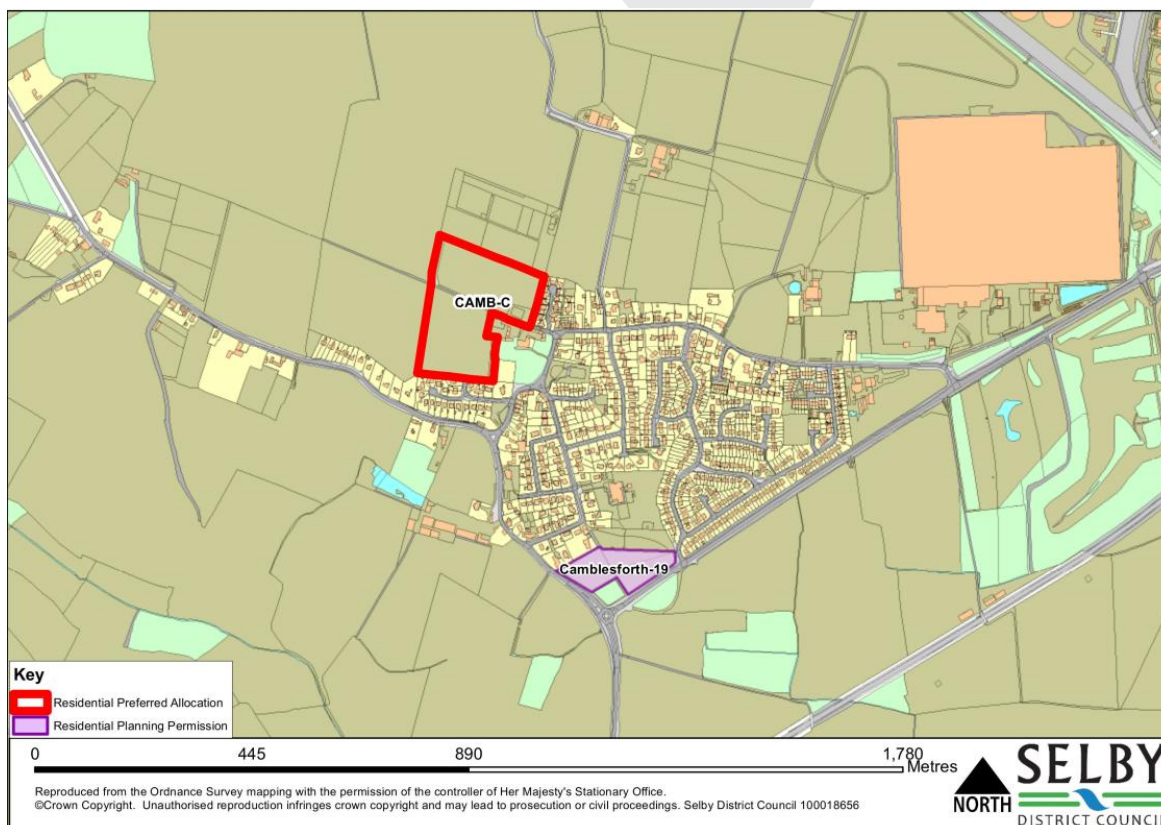 CAMB-C
Camblesforth-19
Key
Residential Preferred Allocation
Residential Planning Permission
0 445 890 1,780
Metres
Reproduced from the Ordnance Survey mapping with the permission of the controller of Her Majesty's Stationary Office.
©Crown Copyright. Unauthorised reproduction infringes crown copyright and may lead to prosecution or civil proceedings. Selby District Council 100018656
NORTH
SELBY
DISTRICT COUNCIL